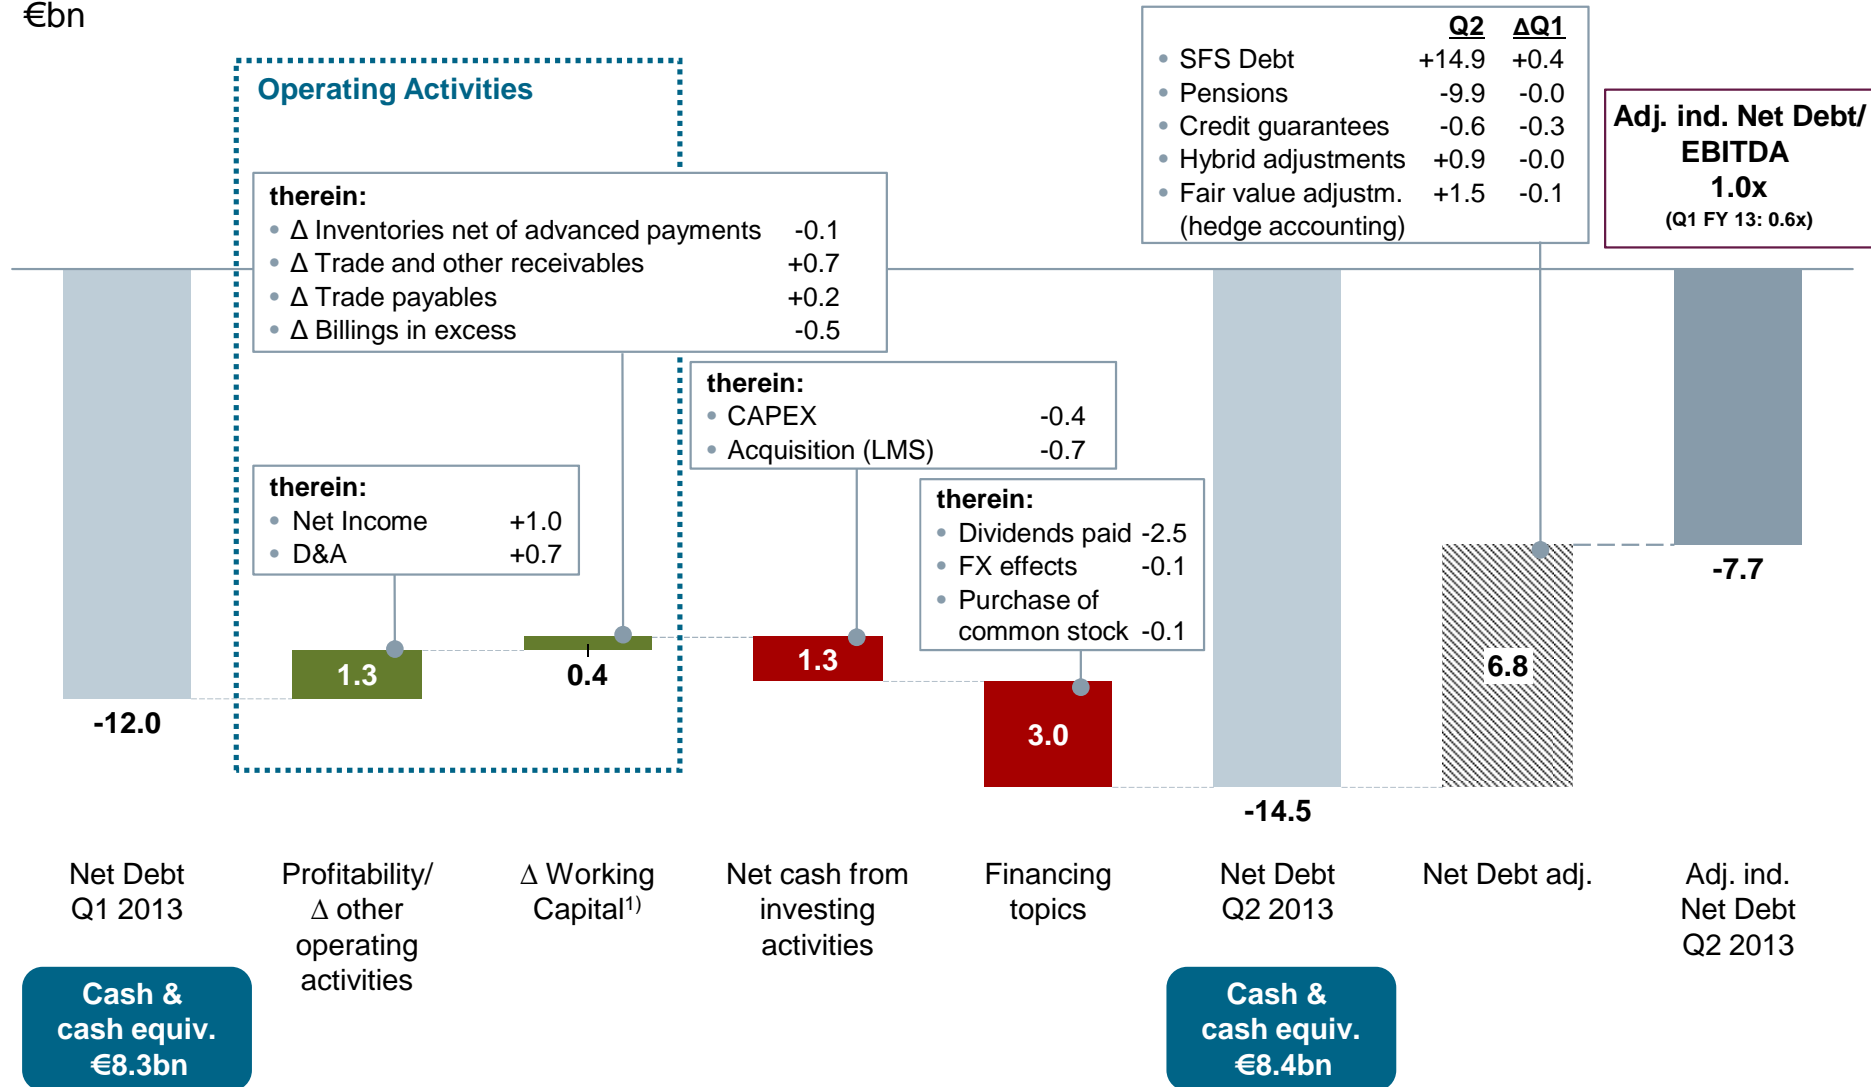 €bn
Q2 ΔQ1
• SFS Debt +14.9 +0.4
• Pensions -9.9 -0.0
• Credit guarantees -0.6 -0.3
• Hybrid adjustments +0.9 -0.0
• Fair value adjustm. +1.5 -0.1
(hedge accounting)
Adj. ind. Net Debt/
EBITDA
1.0x
(Q1 FY 13: 0.6x)
Operating Activities
therein:
• Δ Inventories net of advanced payments -0.1
• Δ Trade and other receivables +0.7
• Δ Trade payables +0.2
• Δ Billings in excess -0.5
therein:
• CAPEX -0.4
• Acquisition (LMS) -0.7
therein:
• Net Income +1.0
• D&A +0.7
therein:
• Dividends paid -2.5
• FX effects -0.1
• Purchase of
common stock -0.1
-12.0
1.3
0.4
1.3
3.0
-14.5
6.8
-7.7
Net Debt
Q1 2013
Profitability/
Δ other
operating
activities
Δ Working
Capital¹⁾
Net cash from
investing
activities
Financing
topics
Net Debt
Q2 2013
Net Debt adj.
Adj. ind.
Net Debt
Q2 2013
Cash &
cash equiv.
€8.3bn
Cash &
cash equiv.
€8.4bn